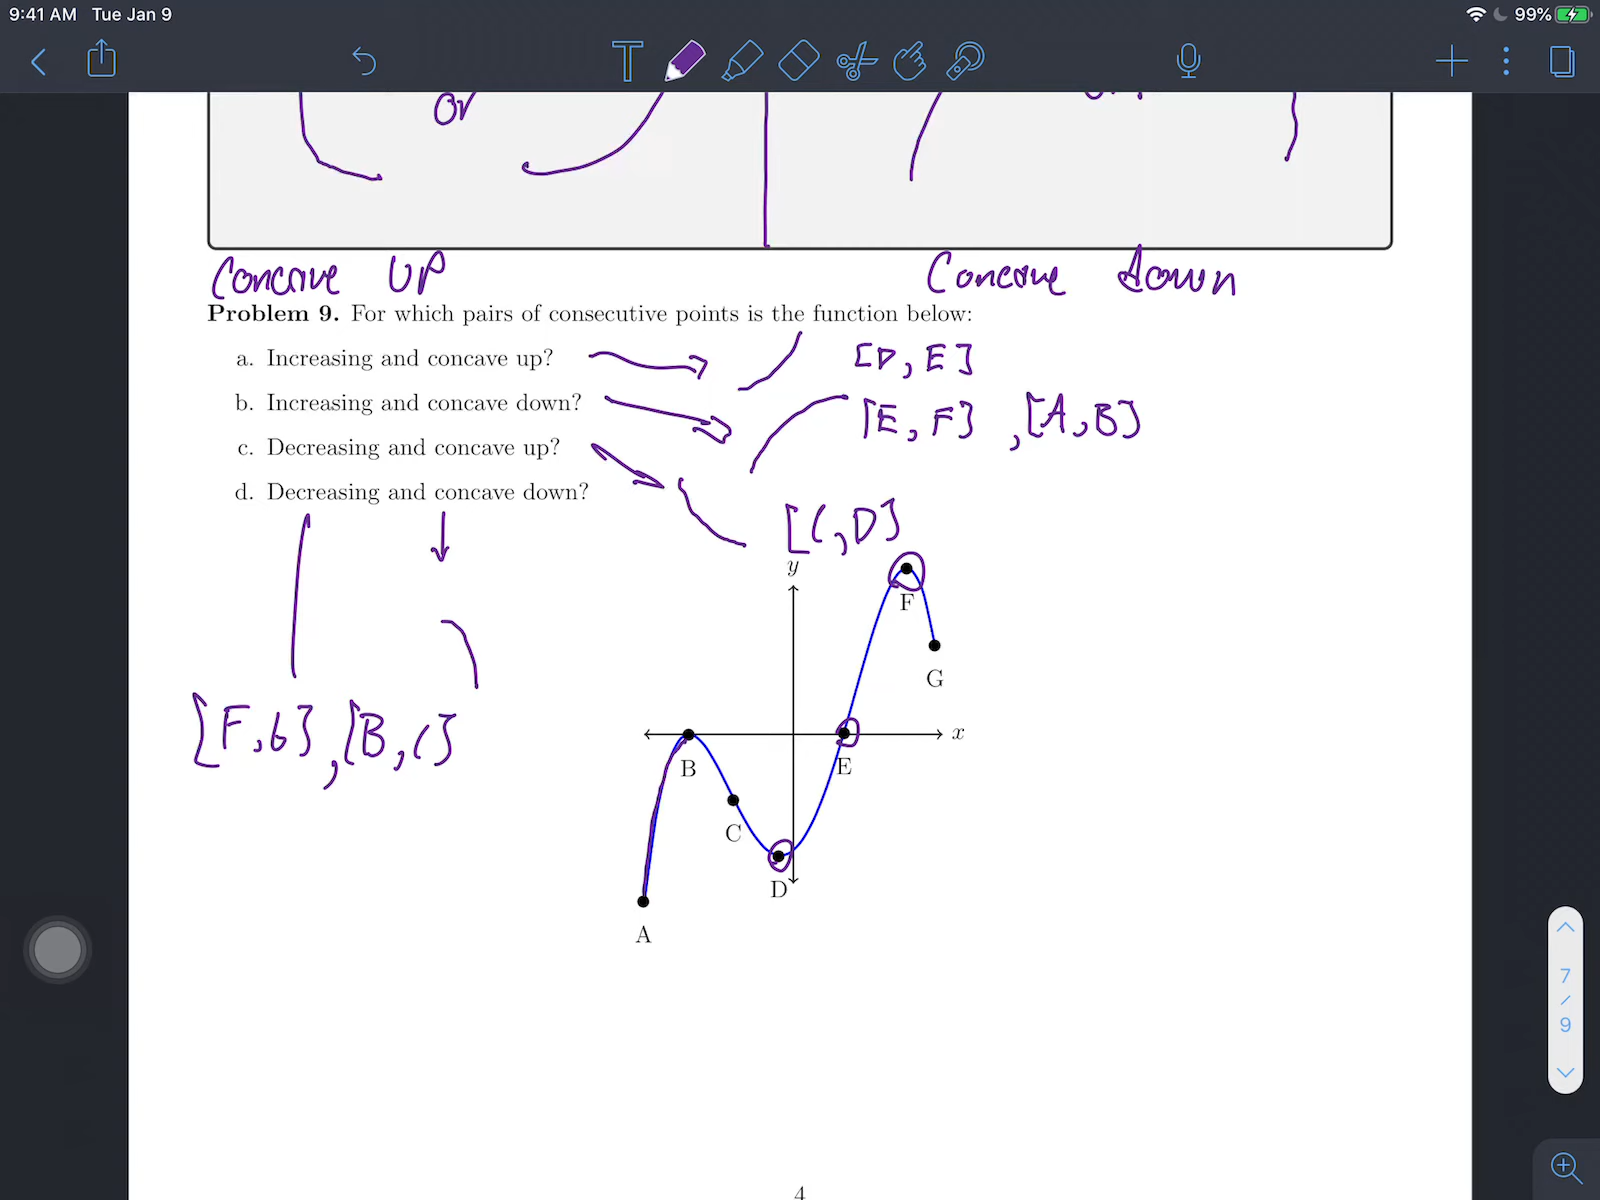 9:41 AM Tue Jan 9
99%
T
or
Concave UP
Concave down
Problem 9. For which pairs of consecutive points is the function below:
a. Increasing and concave up?
[D, E]
b. Increasing and concave down?
[E, F] , [A, B]
c. Decreasing and concave up?
d. Decreasing and concave down?
[C, D]
y
F
G
[F, G] , [B, C]
x
B
E
C
D
A
7
/
9
4